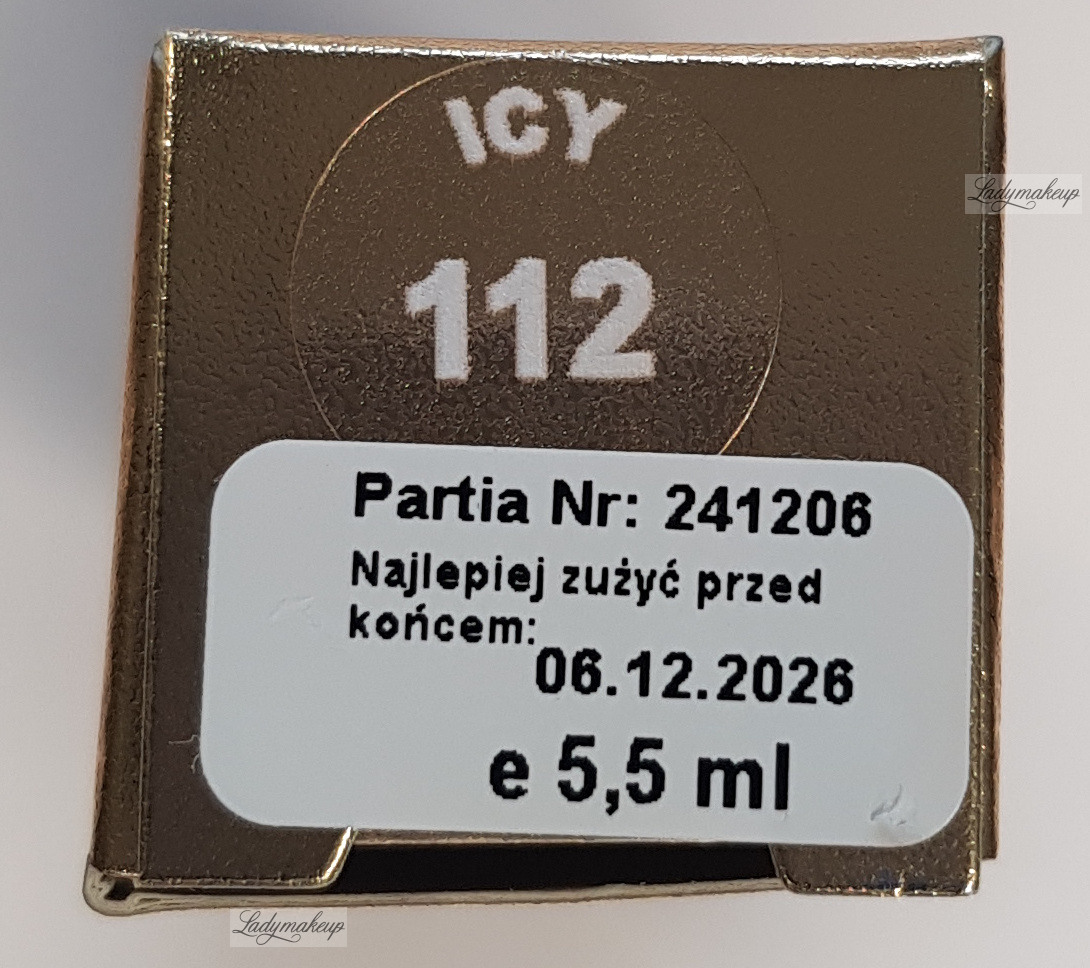 ICY
112
Partia Nr: 241206
Najlepiej zużyć przed
końcem:
06.12.2026
e 5,5 ml
Ladymakeup
Ladymakeup